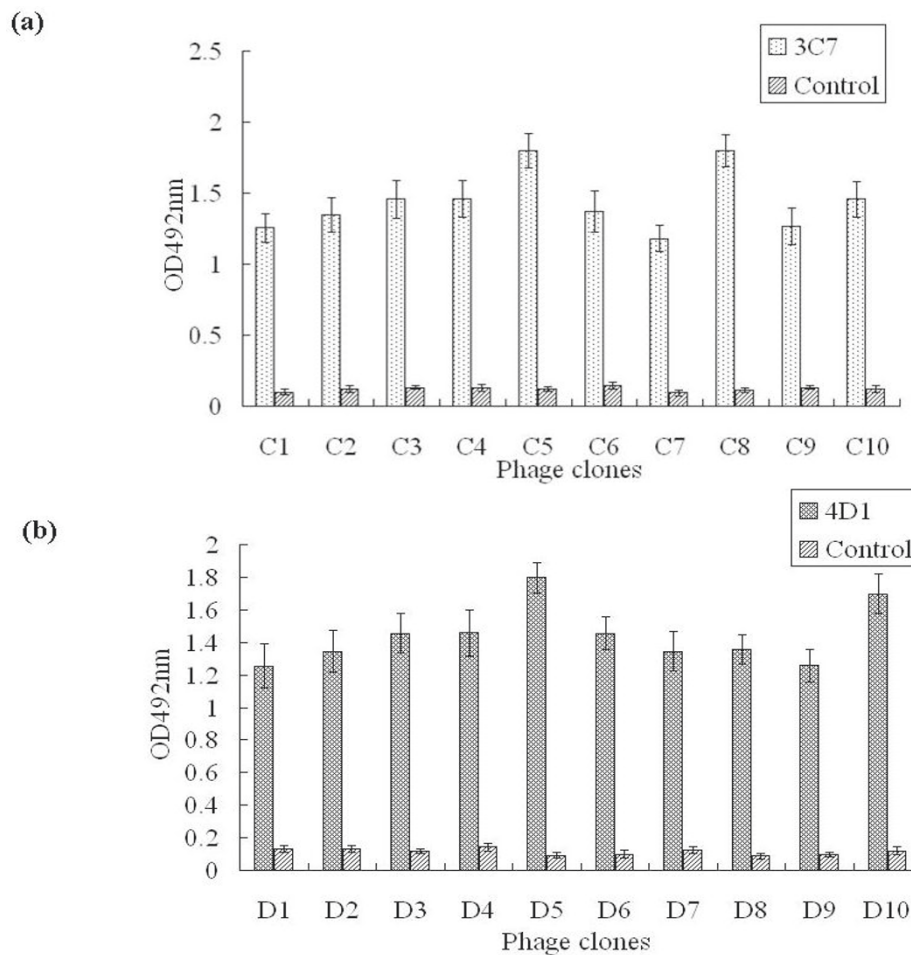 (a)
3C7
Control
2.5
2
1.5
1
0.5
0
OD492nm
C1 C2 C3 C4 C5 C6 C7 C8 C9 C10
Phage clones
(b)
4D1
Control
2
1.8
1.6
1.4
1.2
1
0.8
0.6
0.4
0.2
0
OD492nm
D1 D2 D3 D4 D5 D6 D7 D8 D9 D10
Phage clones